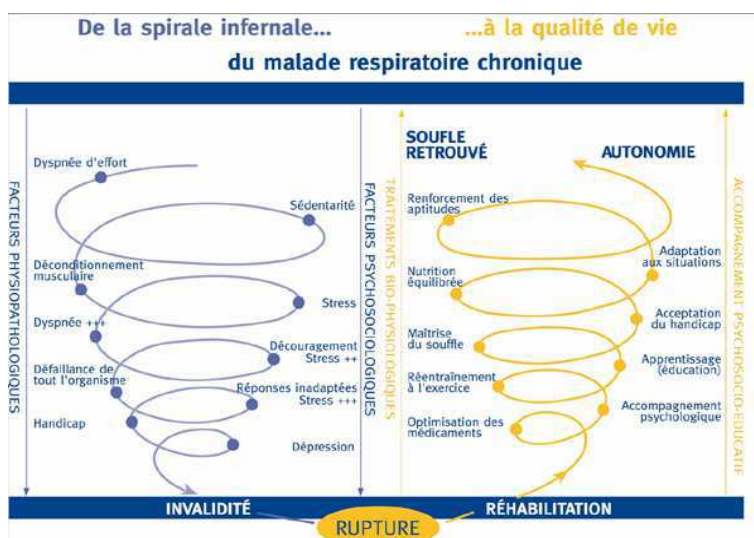 De la spirale infernale...
...à la qualité de vie
du malade respiratoire chronique
FACTEURS PHYSIOPATHOLOGIQUES
Dyspnée d'effort
Sédentarité
Déconditionnement
musculaire
Stress
Dyspnée +++
Découragement
Stress ++
Défaillance de
tout l'organisme
Réponses inadaptées
Stress +++
Handicap
Dépression
FACTEURS PSYCHOSOCIOLOGIQUES
INVALIDITÉ
TRAITEMENTS BIO-PHYSIOLOGIQUES
SOUFLE
RETROUVÉ
AUTONOMIE
Renforcement des
aptitudes
Adaptation
aux situations
Nutrition
équilibrée
Acceptation
du handicap
Maîtrise
du souffle
Apprentissage
(éducation)
Réentraînement
à l'exercice
Accompagnement
psychologique
Optimisation des
médicaments
ACCOMPAGNEMENT PSYCHOSOCIO-EDUCATIF
RÉHABILITATION
RUPTURE